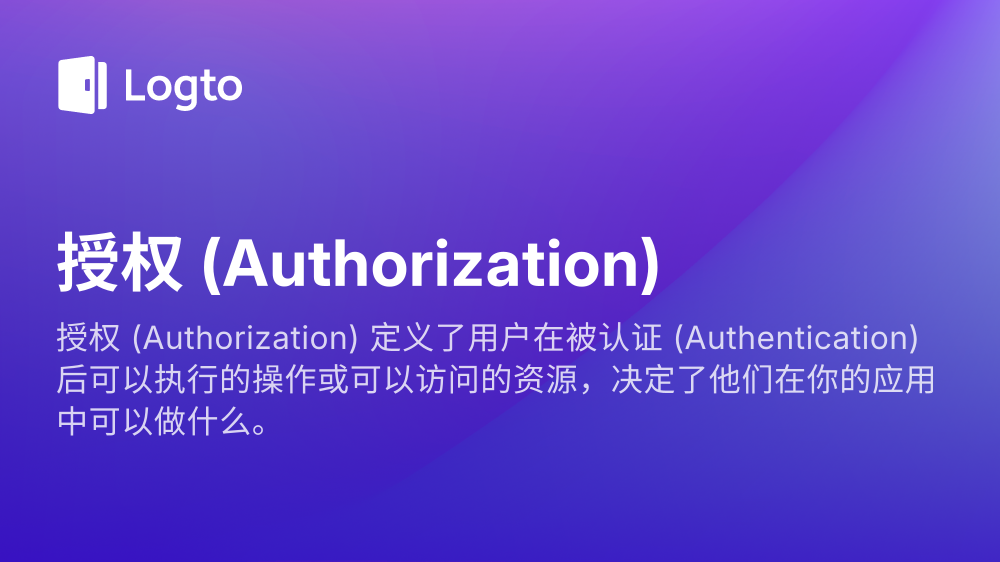 Logto
授权 (Authorization)
授权 (Authorization) 定义了用户在被认证 (Authentication)
后可以执行的操作或可以访问的资源，决定了他们在你的应用
中可以做什么。